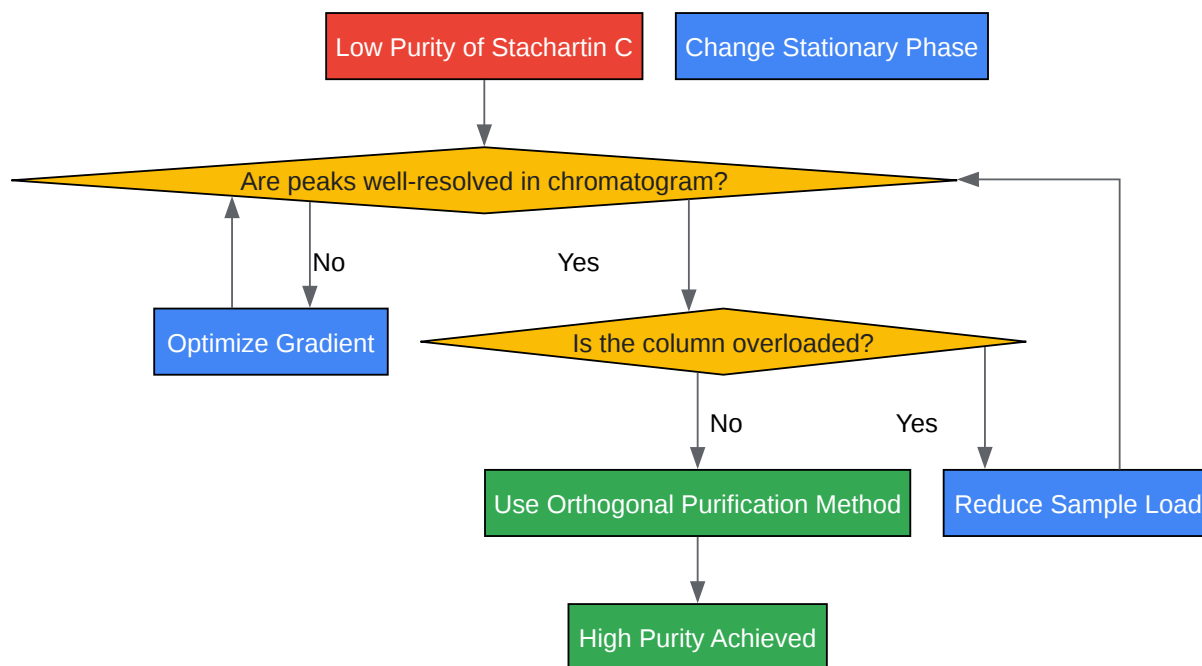 Low Purity of Stachartin C
Change Stationary Phase
Are peaks well-resolved in chromatogram?
No
Yes
Optimize Gradient
Is the column overloaded?
No
Yes
Use Orthogonal Purification Method
Reduce Sample Load
High Purity Achieved